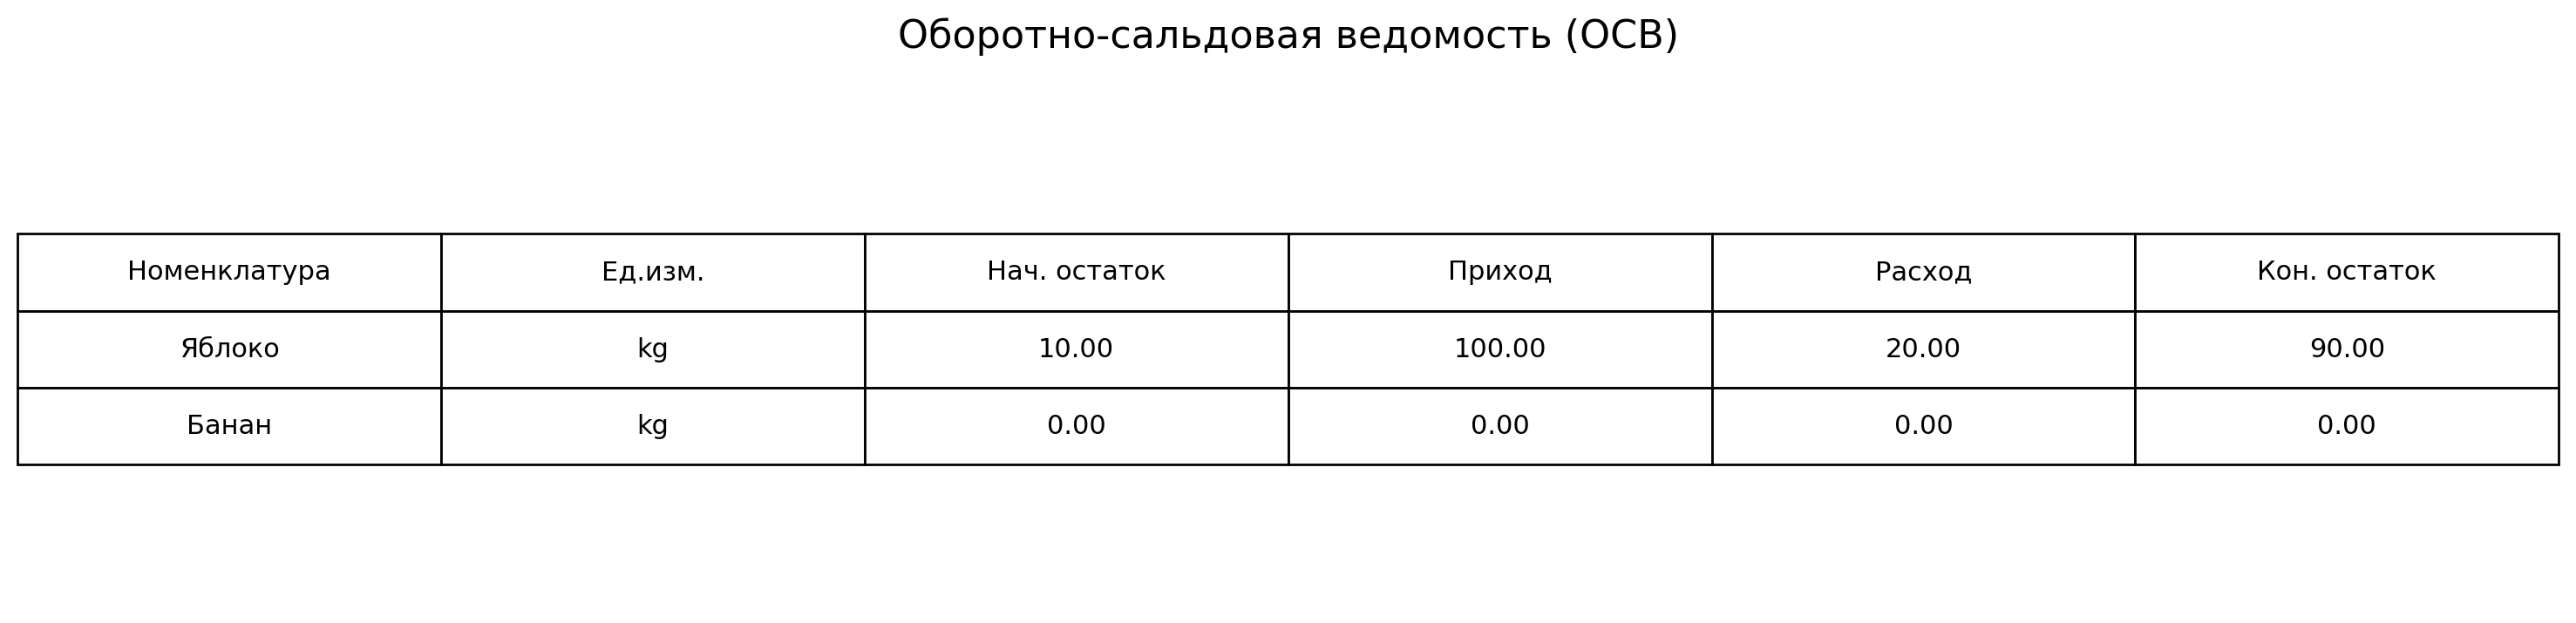 Оборотно-сальдовая ведомость (ОСВ)
Номенклатура Ед.изм. Нач. остаток Приход Расход Кон. остаток
Яблоко kg 10.00 100.00 20.00 90.00
Банан kg 0.00 0.00 0.00 0.00